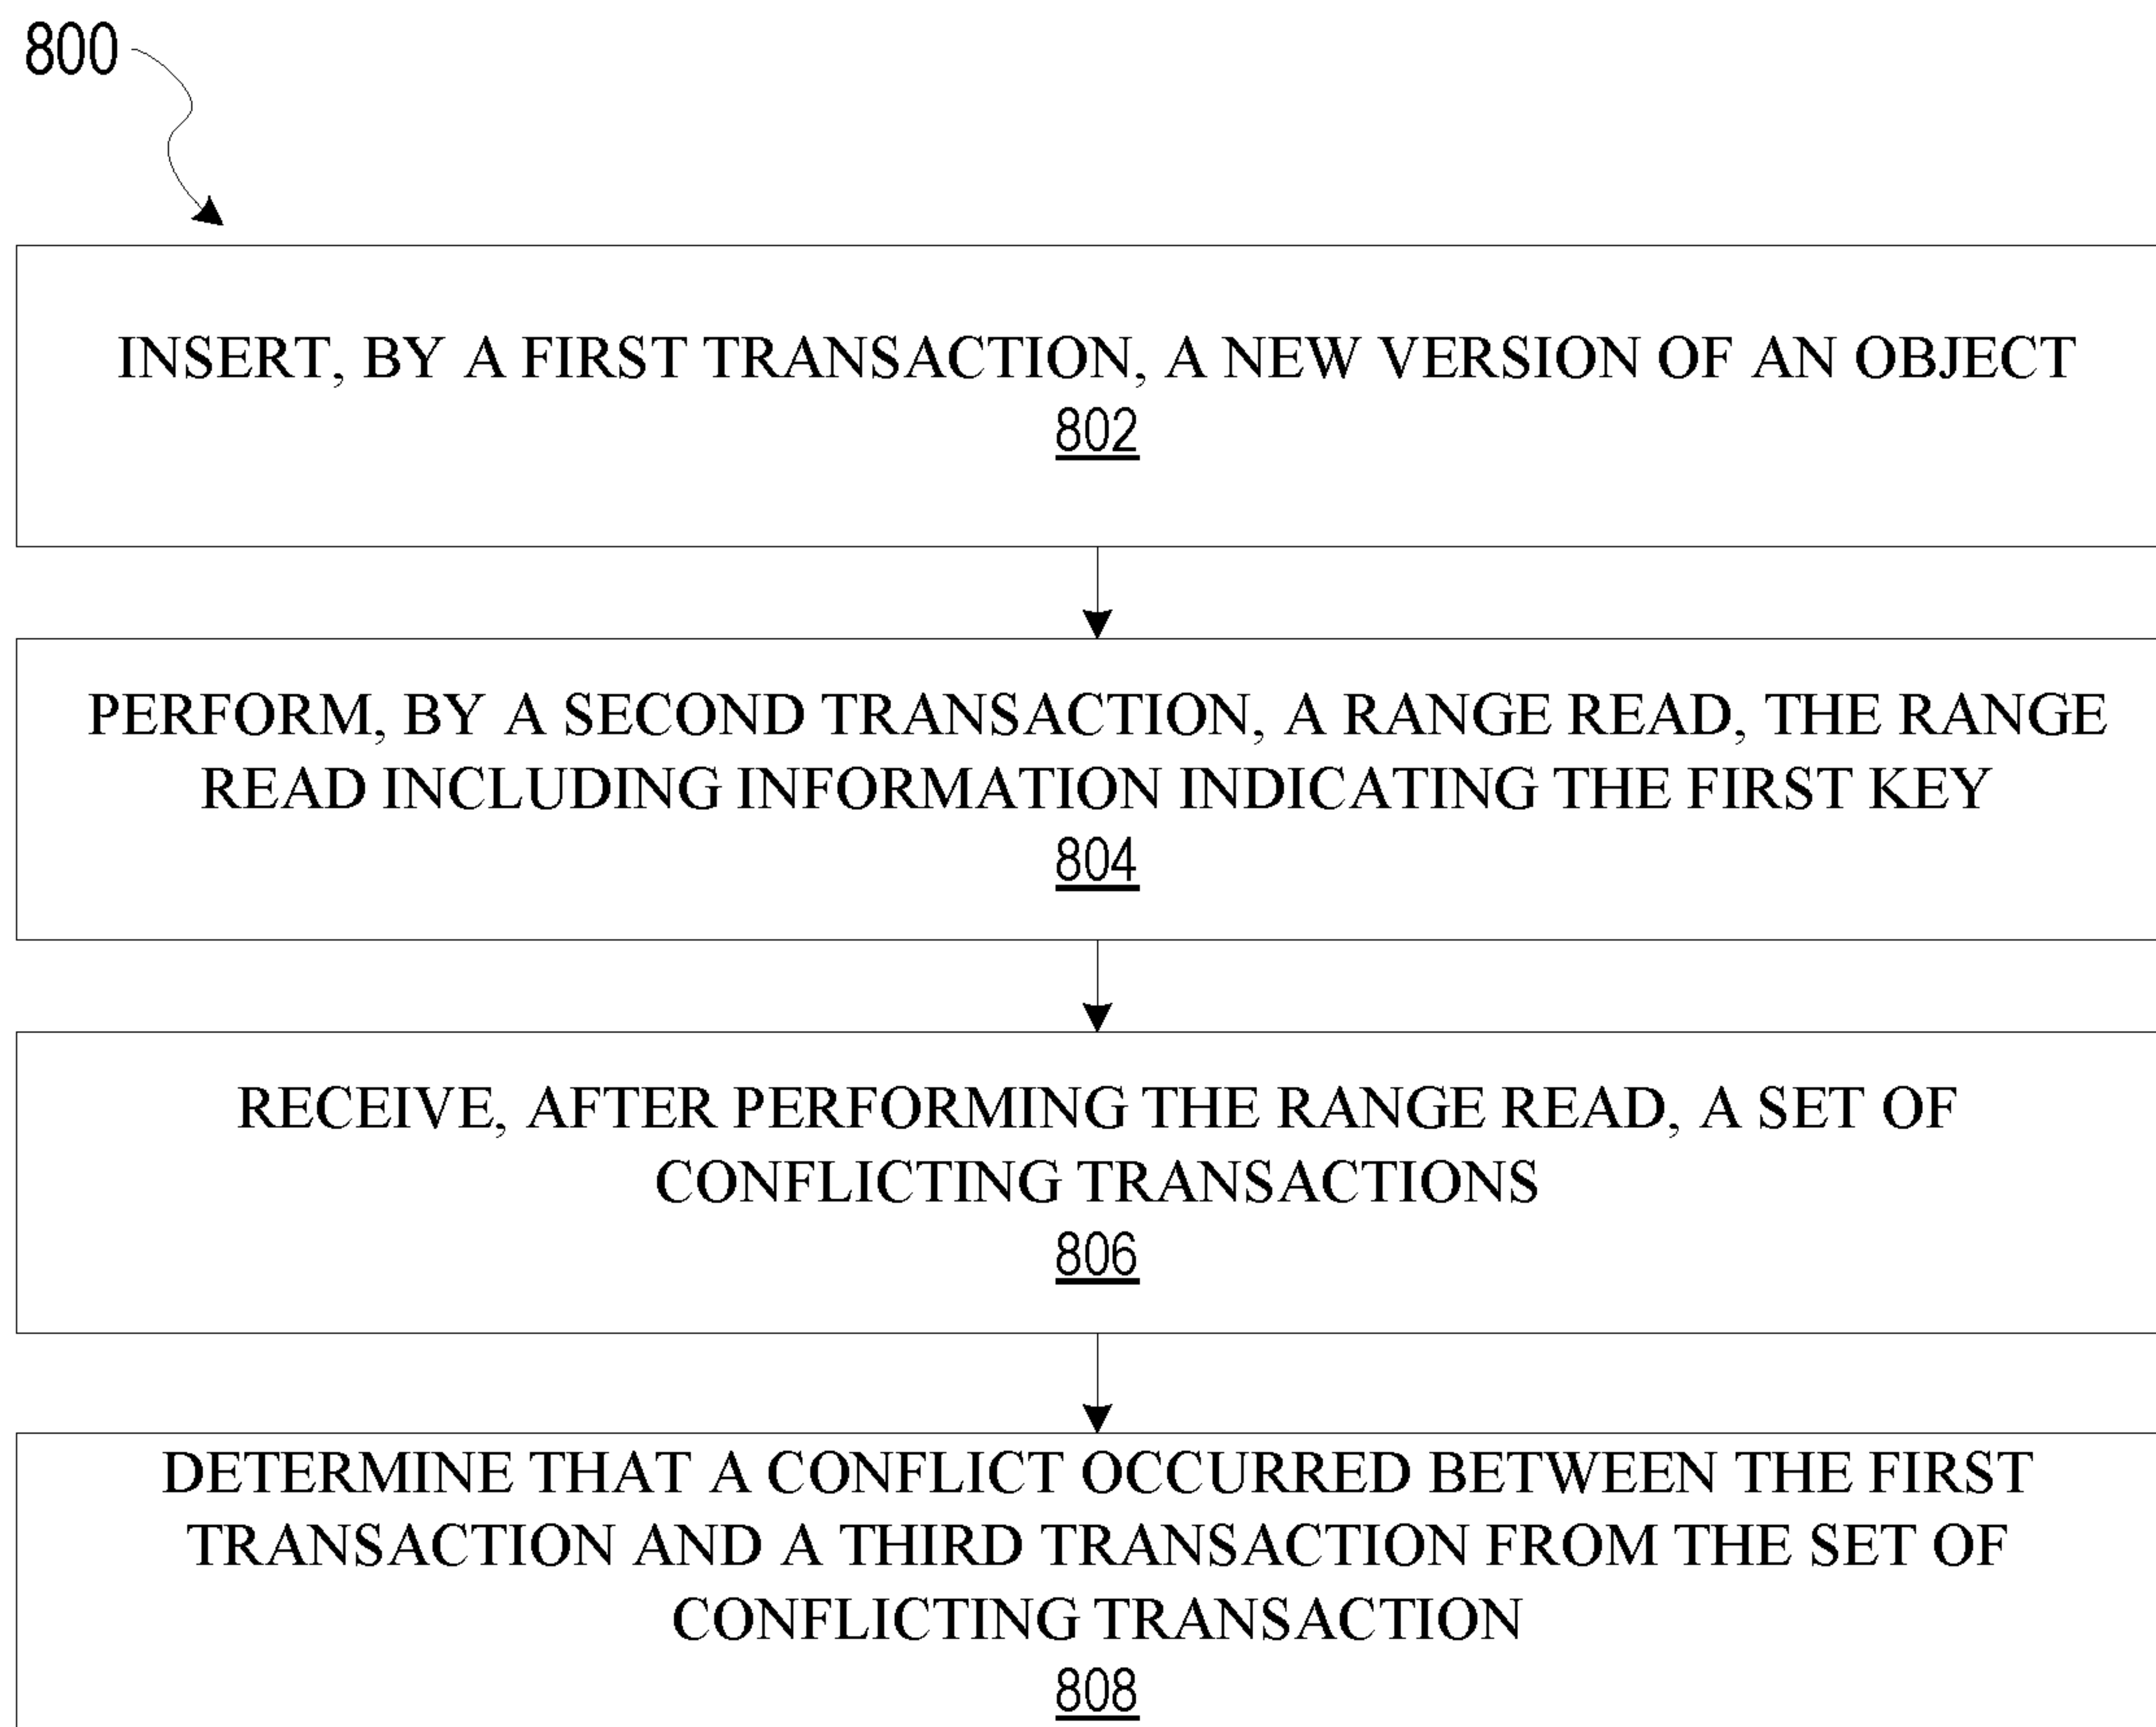 800
INSERT, BY A FIRST TRANSACTION, A NEW VERSION OF AN OBJECT
802
PERFORM, BY A SECOND TRANSACTION, A RANGE READ, THE RANGE
READ INCLUDING INFORMATION INDICATING THE FIRST KEY
804
RECEIVE, AFTER PERFORMING THE RANGE READ, A SET OF
CONFLICTING TRANSACTIONS
806
DETERMINE THAT A CONFLICT OCCURRED BETWEEN THE FIRST
TRANSACTION AND A THIRD TRANSACTION FROM THE SET OF
CONFLICTING TRANSACTION
808